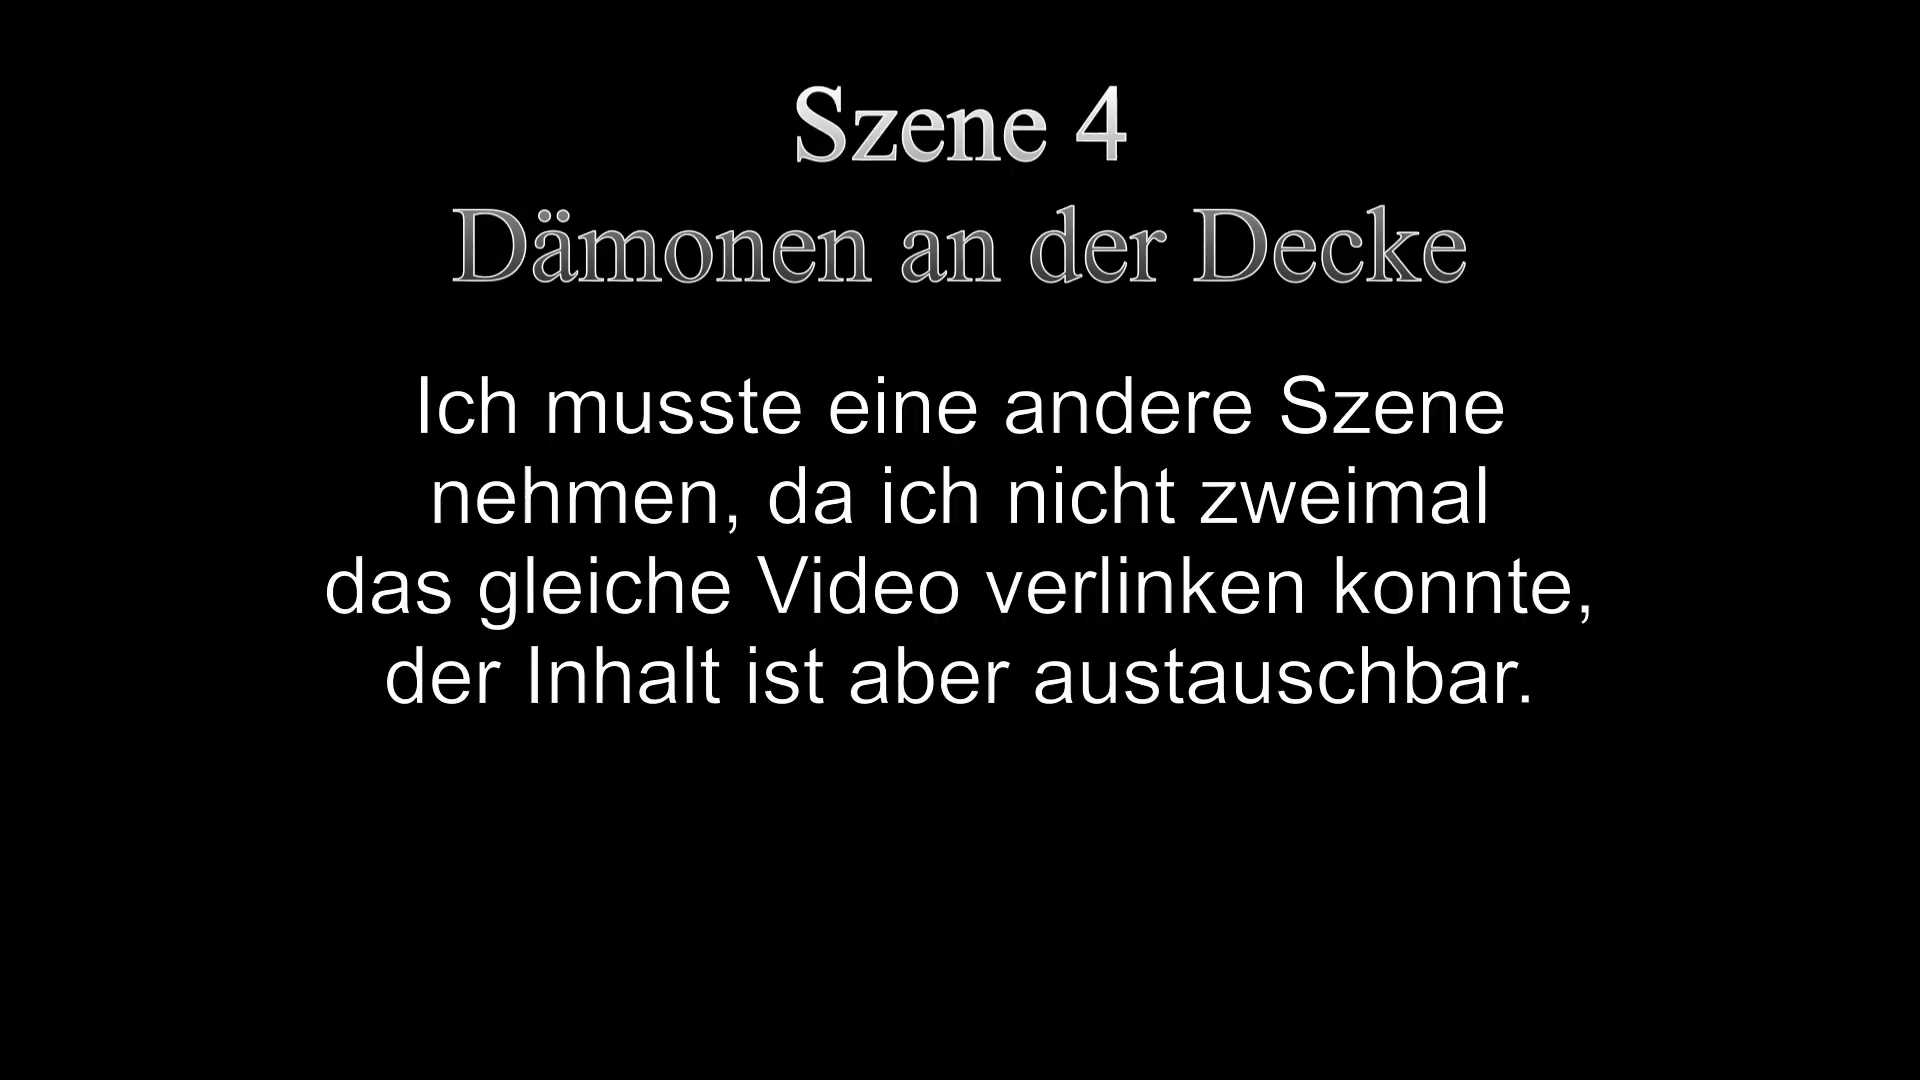 Szene 4
Dämonen an der Decke
Ich musste eine andere Szene
nehmen, da ich nicht zweimal
das gleiche Video verlinken konnte,
der Inhalt ist aber austauschbar.